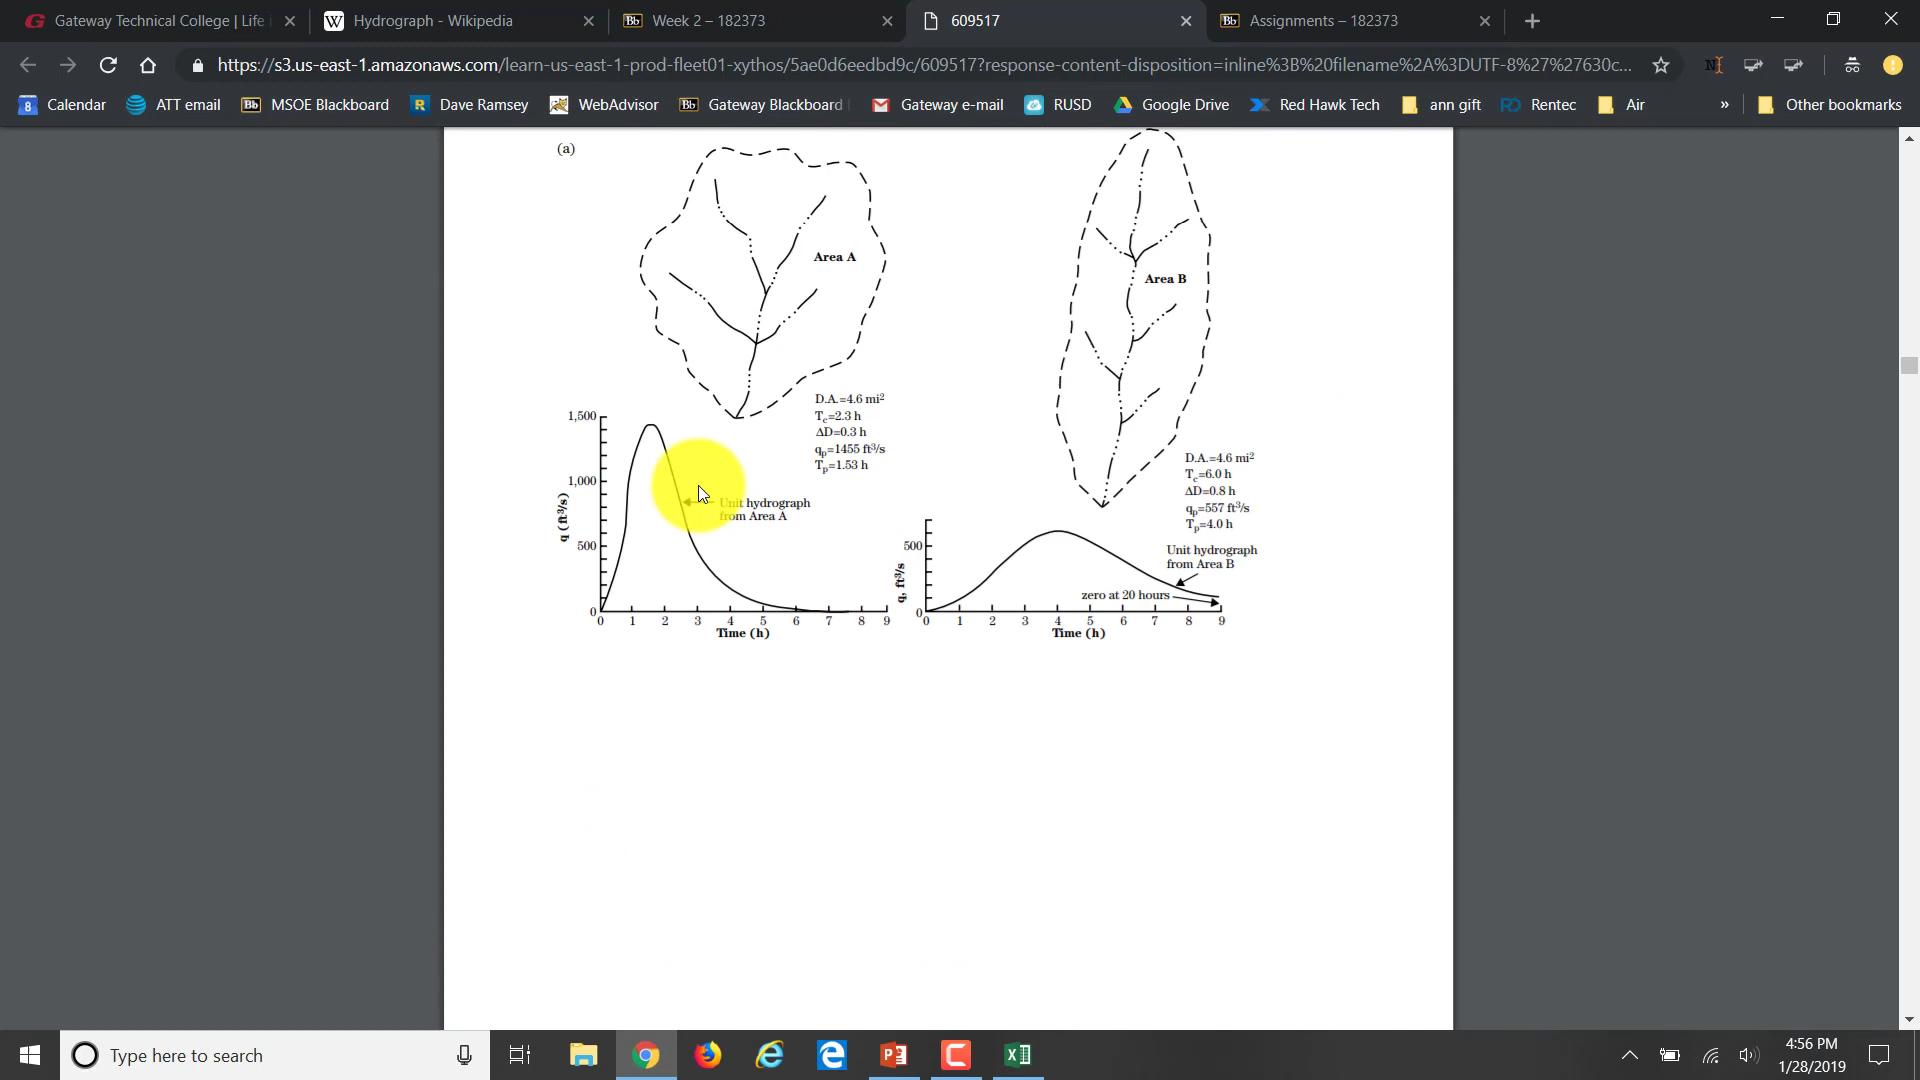 Gateway Technical College | Life i
Hydrograph - Wikipedia
Week 2 – 182373
609517
Assignments – 182373
https://s3.us-east-1.amazonaws.com/learn-us-east-1-prod-fleet01-xythos/5ae0d6eedbd9c/609517?response-content-disposition=inline%3B%20filename%2A%3DUTF-8%27%27630c...
Calendar
ATT email
MSOE Blackboard
Dave Ramsey
WebAdvisor
Gateway Blackboard
Gateway e-mail
RUSD
Google Drive
Red Hawk Tech
ann gift
Rentec
Air
»
Other bookmarks
(a)
Area A
Area B
D.A.=4.6 mi²
Tc=2.3 h
ΔD=0.3 h
qp=1455 ft³/s
Tp=1.53 h
D.A.=4.6 mi²
Tc=6.0 h
ΔD=0.8 h
qp=557 ft³/s
Tp=4.0 h
1,500
1,000
500
0
q (ft³/s)
Unit hydrograph
from Area A
0 1 2 3 4 5 6 7 8 9
Time (h)
500
0
q, ft³/s
Unit hydrograph
from Area B
zero at 20 hours
0 1 2 3 4 5 6 7 8 9
Time (h)
Type here to search
4:56 PM
1/28/2019